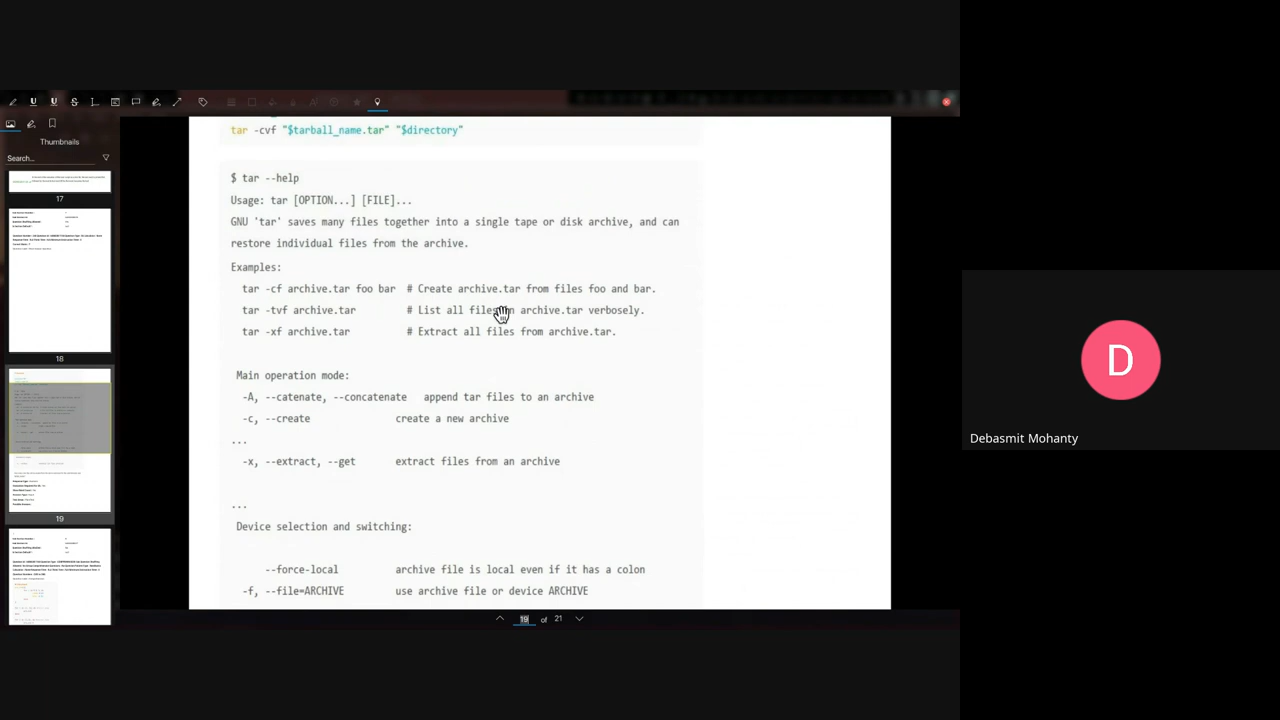 Thumbnails
Search...
17
18
19
tar -cvf "$tarball_name.tar" "$directory"
$ tar --help
Usage: tar [OPTION...] [FILE]...
GNU 'tar' saves many files together into a single tape or disk archive, and can
restore individual files from the archive.
Examples:
tar -cf archive.tar foo bar # Create archive.tar from files foo and bar.
tar -tvf archive.tar # List all files archive.tar verbosely.
tar -xf archive.tar # Extract all files from archive.tar.
Main operation mode:
-A, --catenate, --concatenate append tar files to an archive
-c, --create create a new archive
...
-x, --extract, --get extract files from an archive
...
Device selection and switching:
--force-local archive file is local even if it has a colon
-f, --file=ARCHIVE use archive file or device ARCHIVE
19 of 21
D
Debasmit Mohanty